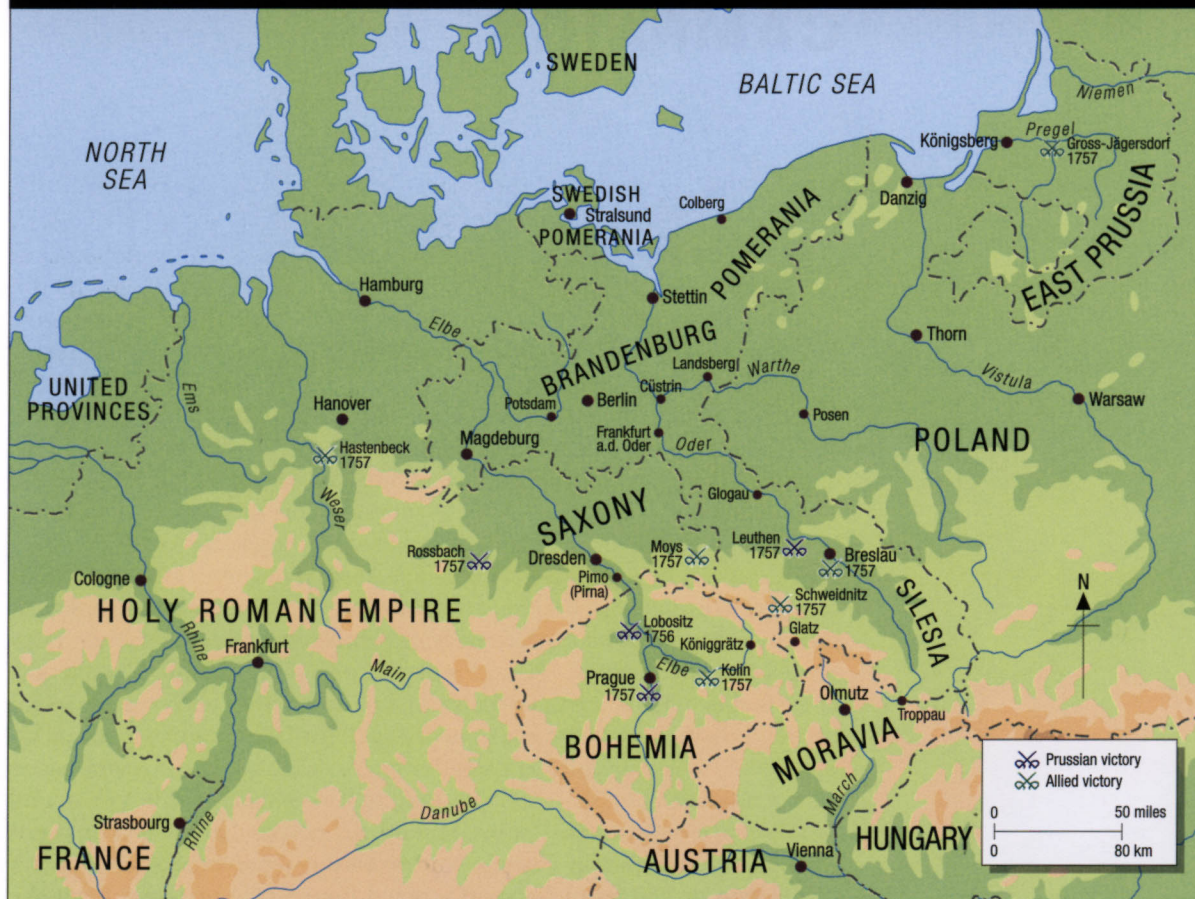 SWEDEN
BALTIC SEA
NORTH
SEA
Niemen
Königsberg
Pregel
Gross-Jägersdorf
1757
SWEDISH
Stralsund
POMERANIA
Colberg
Danzig
POMERANIA
EAST PRUSSIA
Hamburg
Stettin
Elbe
BRANDENBURG
Thorn
Landsberg
Warthe
Vistula
UNITED
PROVINCES
Ems
Hanover
Potsdam
Berlin
Cüstrin
Posen
Warsaw
Hastenbeck
1757
Magdeburg
Frankfurt
a.d. Oder
Oder
POLAND
Weser
SAXONY
Glogau
Rossbach
1757
Dresden
Moys
1757
Leuthen
1757
Breslau
1757
Cologne
Pirno
(Pirna)
Schweidnitz
1757
SILESIA
N
HOLY ROMAN EMPIRE
Lobositz
1756
Königgrätz
Glatz
Rhine
Frankfurt
Main
Prague
1757
Elbe
Kolin
1757
Olmutz
Troppau
BOHEMIA
MORAVIA
Prussian victory
Allied victory
0
50 miles
0
80 km
March
Danube
Strasbourg
Rhine
FRANCE
AUSTRIA
Vienna
HUNGARY